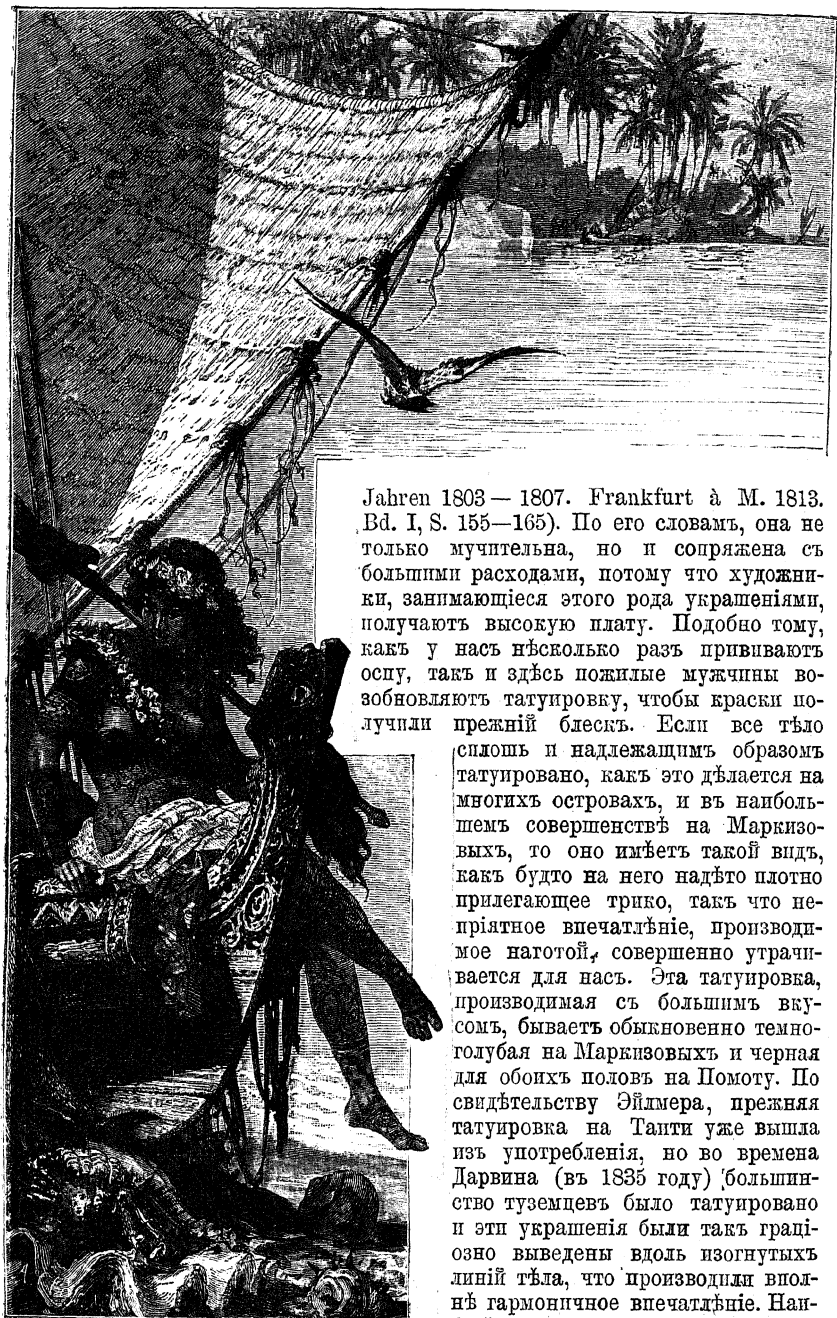 Jahren 1803 — 1807. Frankfurt à M. 1813.
Bd. I, S. 155—165). По его словамъ, она не
только мучительна, но и сопряжена съ
большими расходами, потому что художни-
ки, занимающіеся этого рода украшеніями,
получаютъ высокую плату. Подобно тому,
какъ у насъ нѣсколько разъ прививаютъ
оспу, такъ и здѣсь пожилые мужчины во-
зобновляютъ татуировку, чтобы краски по-
лучили прежній блескъ. Если все тѣло
сплошь и надлежащимъ образомъ
татуировано, какъ это дѣлается на
многихъ островахъ, и въ наиболь-
шемъ совершенствѣ на Маркизо-
выхъ, то оно имѣетъ такой видъ,
какъ будто на него надѣто плотно
прилегающее трико, такъ что не-
пріятное впечатлѣніе, производи-
мое наготой, совершенно утрачи-
вается для насъ. Эта татуировка,
производимая съ большимъ вку-
сомъ, бываетъ обыкновенно темно-
голубая на Маркизовыхъ и черная
для обоихъ половъ на Помоту. По
свидѣтельству Эйлмера, прежняя
татуировка на Таити уже вышла
изъ употребленія, но во времена
Дарвина (въ 1835 году) большин-
ство туземцевъ было татуировано
и эти украшенія были такъ граці-
озно выведены вдоль изогнутыхъ
линій тѣла, что производили впол-
нѣ гармоничное впечатлѣніе. Наи-